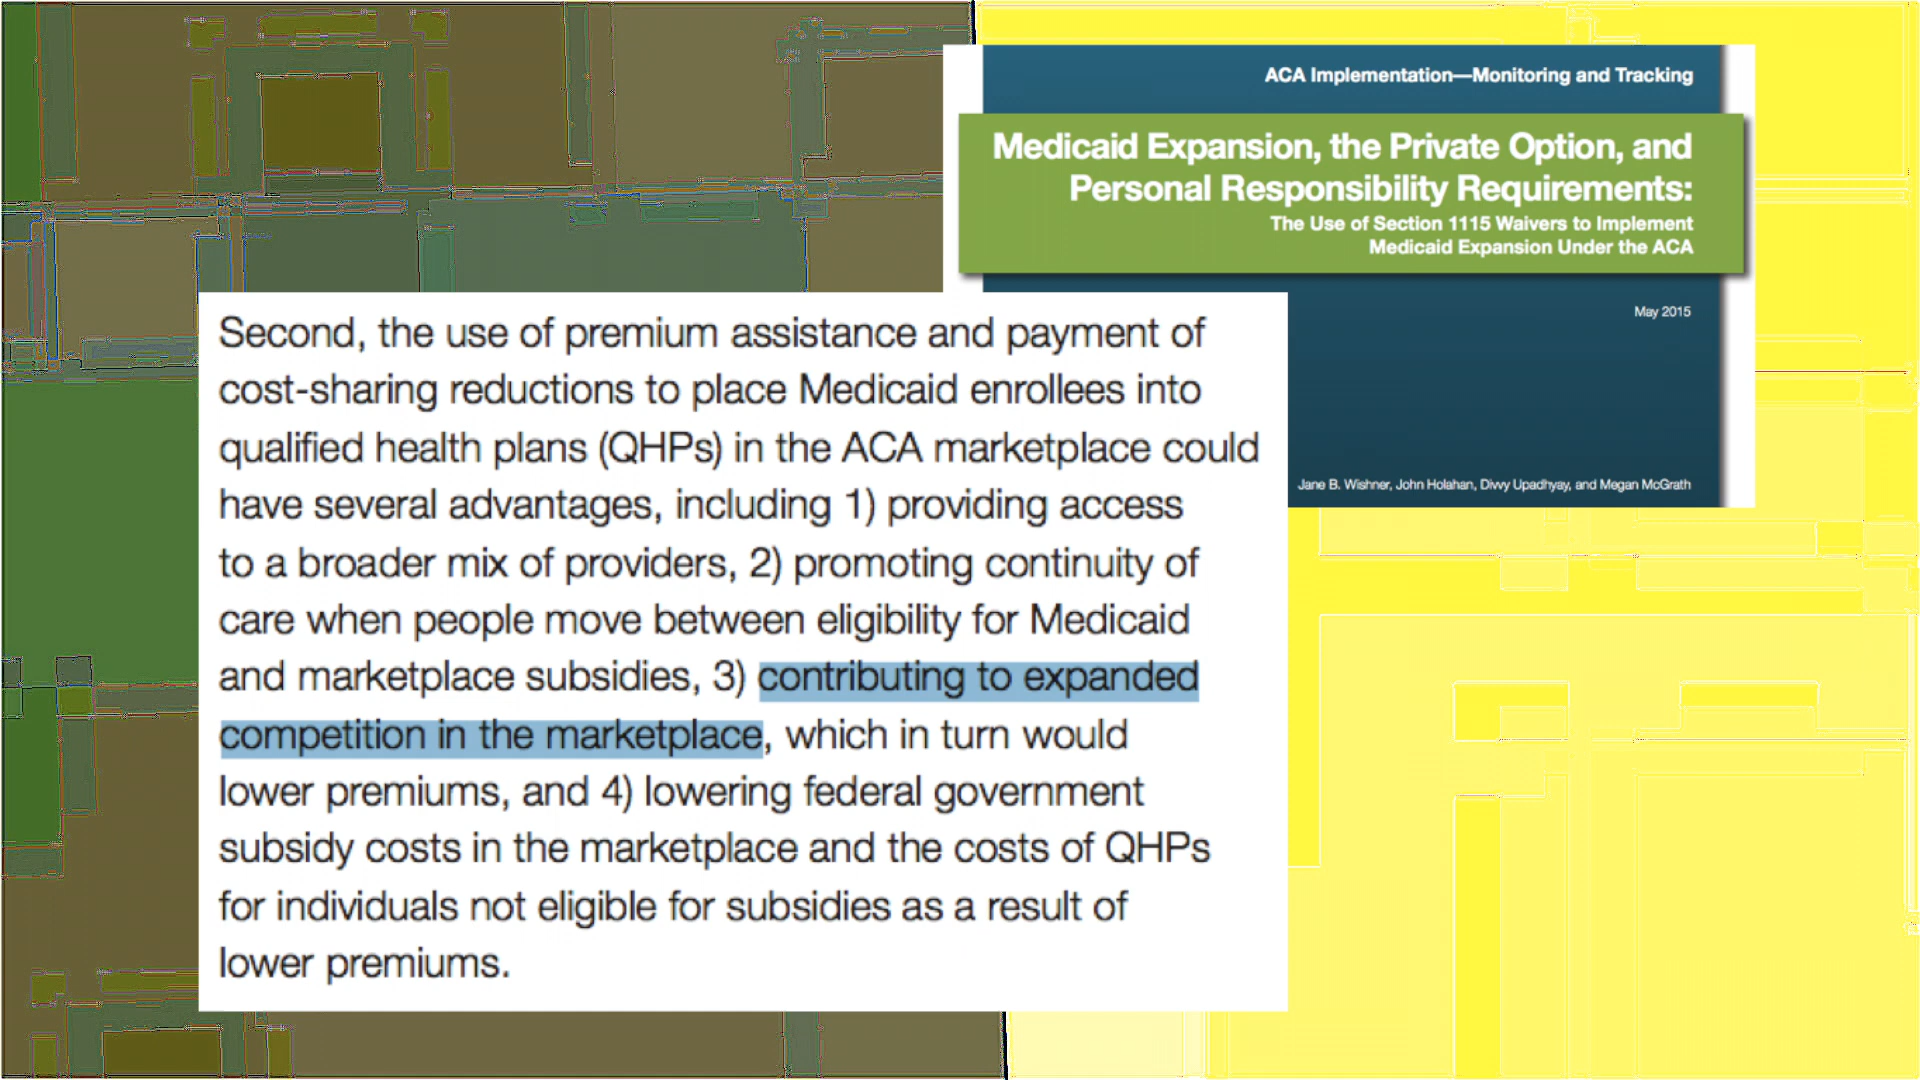 ACA Implementation—Monitoring and Tracking
Medicaid Expansion, the Private Option, and
Personal Responsibility Requirements:
The Use of Section 1115 Waivers to Implement
Medicaid Expansion Under the ACA
May 2015
Jane B. Wishner, John Holahan, Divvy Upadhyay, and Megan McGrath
Second, the use of premium assistance and payment of
cost-sharing reductions to place Medicaid enrollees into
qualified health plans (QHPs) in the ACA marketplace could
have several advantages, including 1) providing access
to a broader mix of providers, 2) promoting continuity of
care when people move between eligibility for Medicaid
and marketplace subsidies, 3) contributing to expanded
competition in the marketplace, which in turn would
lower premiums, and 4) lowering federal government
subsidy costs in the marketplace and the costs of QHPs
for individuals not eligible for subsidies as a result of
lower premiums.